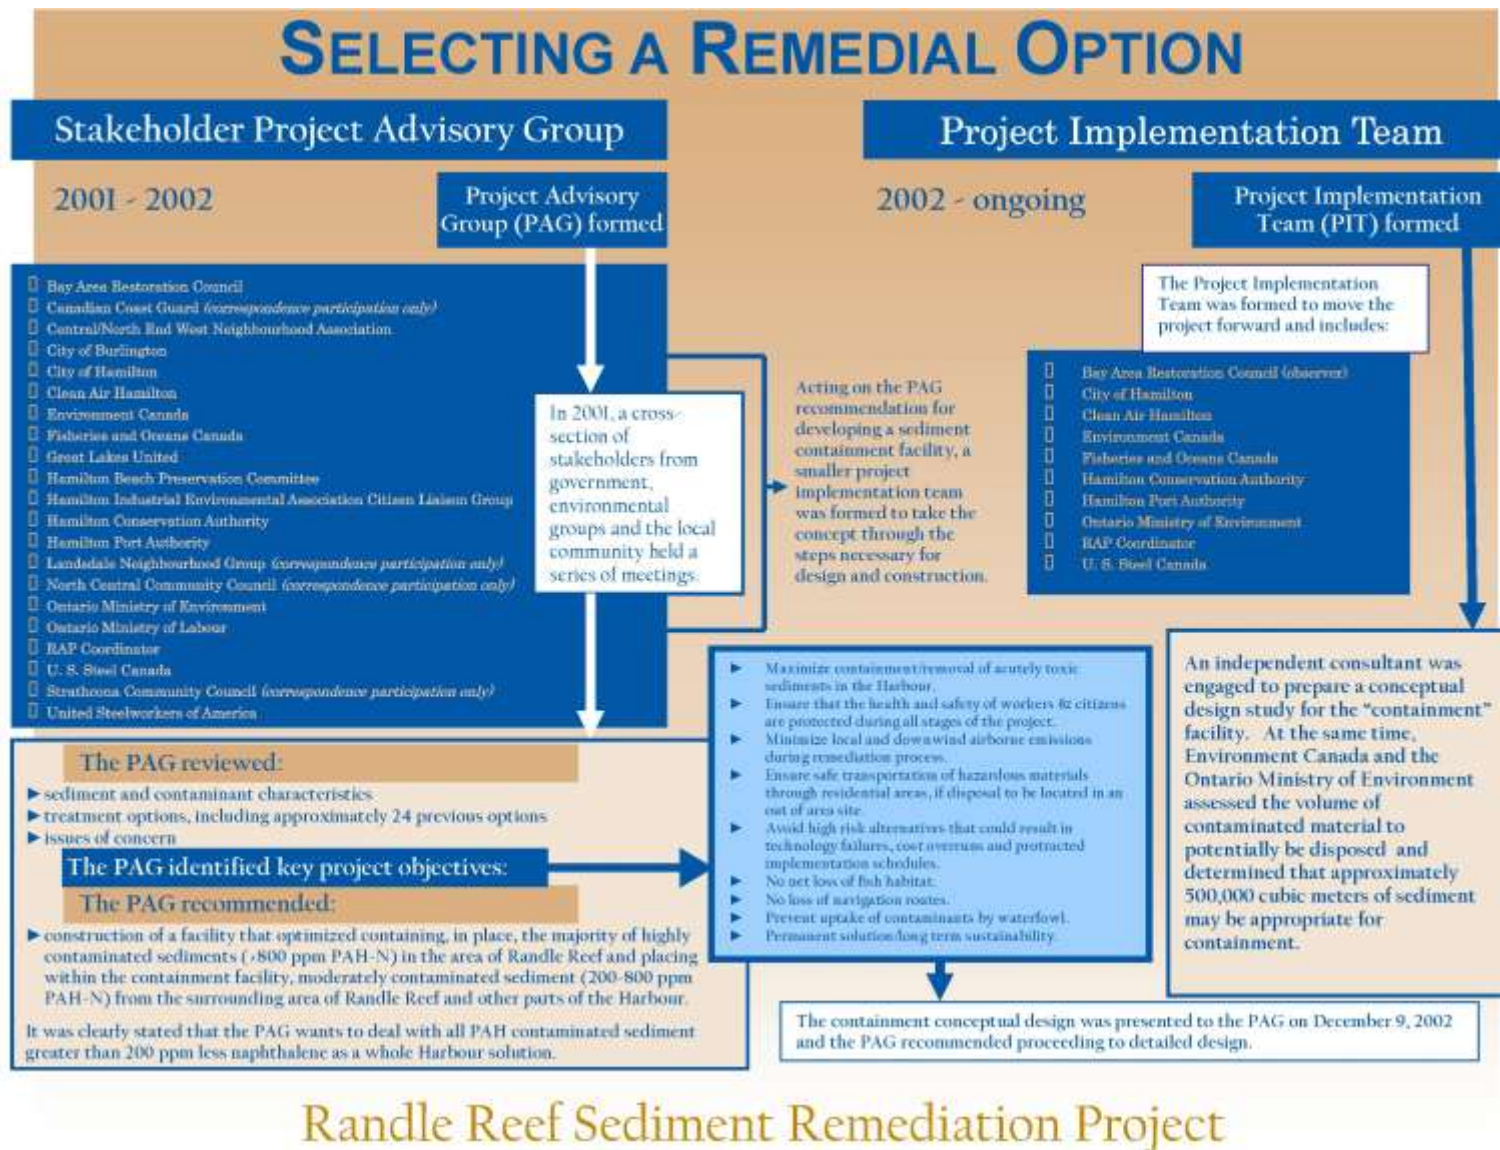 SELECTING A REMEDIAL OPTION
Stakeholder Project Advisory Group
2001 - 2002
Project Advisory
Group (PAG) formed
Bay Area Restoration Council
Canadian Coast Guard (correspondence participation only)
Central/North End West Neighbourhood Association
City of Burlington
City of Hamilton
Clean Air Hamilton
Environment Canada
Fisheries and Oceans Canada
Great Lakes United
Hamilton Beach Preservation Committee
Hamilton Industrial Environmental Association Citizen Liaison Group
Hamilton Conservation Authority
Hamilton Port Authority
Landsdale Neighbourhood Group (correspondence participation only)
North Central Community Council (correspondence participation only)
Ontario Ministry of Environment
Ontario Ministry of Labour
RAP Coordinator
U. S. Steel Canada
Strathcona Community Council (correspondence participation only)
United Steelworkers of America
In 2001, a cross-
section of
stakeholders from
government,
environmental
groups and the local
community held a
series of meetings.
Acting on the PAG
recommendation for
developing a sediment
containment facility, a
smaller project
implementation team
was formed to take the
concept through the
steps necessary for
design and construction.
The PAG reviewed:
► sediment and contaminant characteristics
► treatment options, including approximately 24 previous options
► issues of concern
The PAG identified key project objectives:
► Maximize containment/removal of acutely toxic
sediments in the Harbour.
► Ensure that the health and safety of workers & citizens
are protected during all stages of the project.
► Minimize local and downwind airborne emissions
during remediation process.
► Ensure safe transportation of hazardous materials
through residential areas, if disposal to be located in an
out of area site.
► Avoid high risk alternatives that could result in
technology failures, cost overruns and protracted
implementation schedules.
► No net loss of fish habitat.
► No loss of navigation routes.
► Prevent uptake of contaminants by waterfowl.
► Permanent solution/long term sustainability.
The PAG recommended:
► construction of a facility that optimized containing, in place, the majority of highly
contaminated sediments (>800 ppm PAH-N) in the area of Randle Reef and placing
within the containment facility, moderately contaminated sediment (200-800 ppm
PAH-N) from the surrounding area of Randle Reef and other parts of the Harbour.
It was clearly stated that the PAG wants to deal with all PAH contaminated sediment
greater than 200 ppm less naphthalene as a whole Harbour solution.
Project Implementation Team
2002 - ongoing
Project Implementation
Team (PIT) formed
The Project Implementation
Team was formed to move the
project forward and includes:
Bay Area Restoration Council (observer)
City of Hamilton
Clean Air Hamilton
Environment Canada
Fisheries and Oceans Canada
Hamilton Conservation Authority
Hamilton Port Authority
Ontario Ministry of Environment
RAP Coordinator
U. S. Steel Canada
An independent consultant was
engaged to prepare a conceptual
design study for the "containment"
facility. At the same time,
Environment Canada and the
Ontario Ministry of Environment
assessed the volume of
contaminated material to
potentially be disposed and
determined that approximately
500,000 cubic meters of sediment
may be appropriate for
containment.
The containment conceptual design was presented to the PAG on December 9, 2002
and the PAG recommended proceeding to detailed design.
Randle Reef Sediment Remediation Project